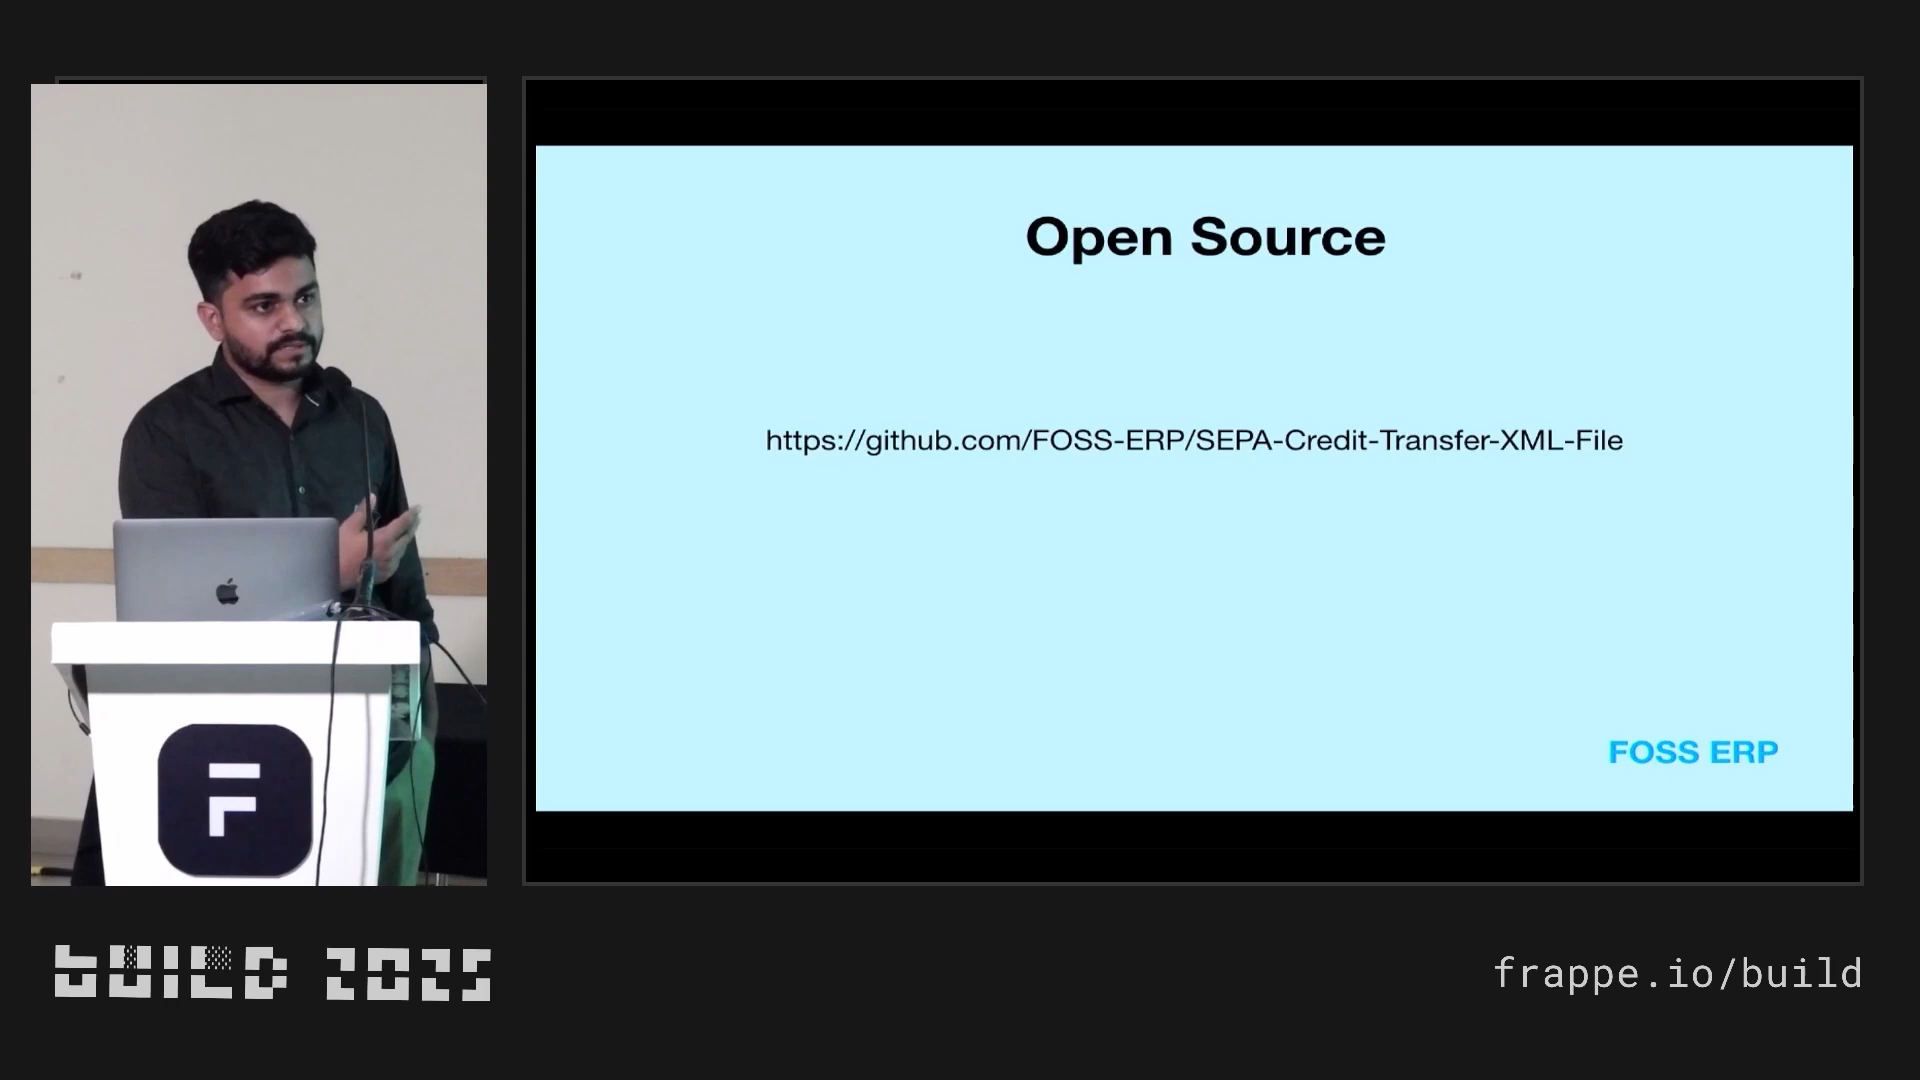 Open Source
https://github.com/FOSS-ERP/SEPA-Credit-Transfer-XML-File
FOSS ERP
F
BUILD 2025
frappe.io/build